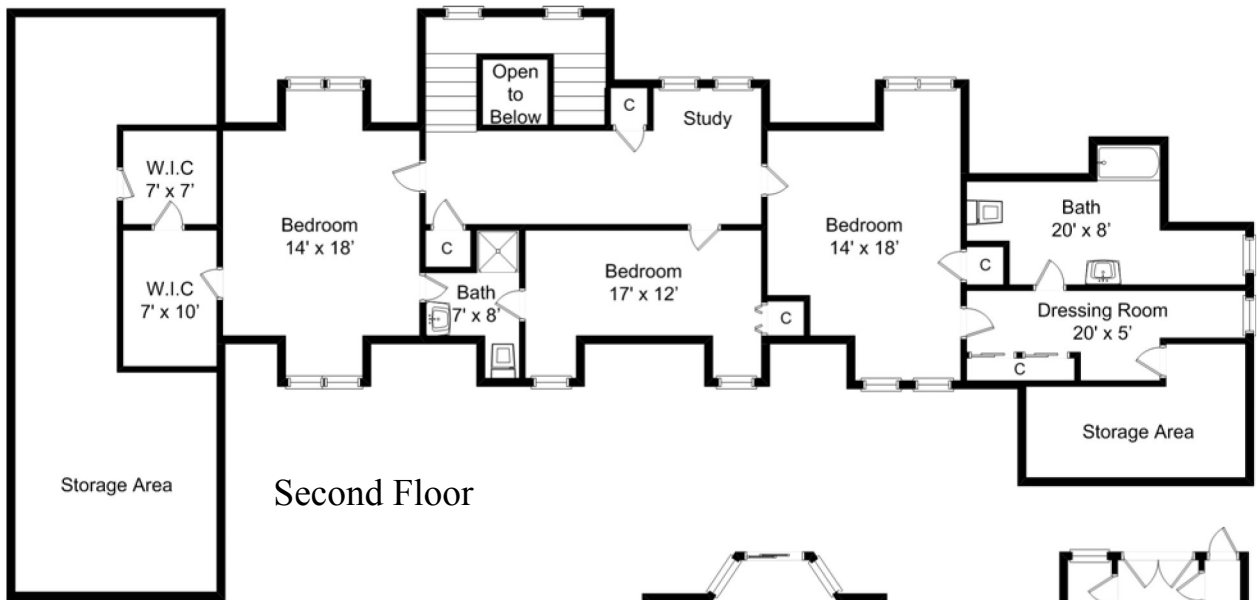 Open
to
Below
C
Study
W.I.C
7' x 7’
Bedroom
14' x 18’
C
W.I.C
7' x 10’
Bath
7' x 8’
Bedroom
17' x 12’
C
Bedroom
14' x 18’
C
Bath
20' x 8’
Dressing Room
20' x 5’
C
Storage Area
Storage Area
Second Floor